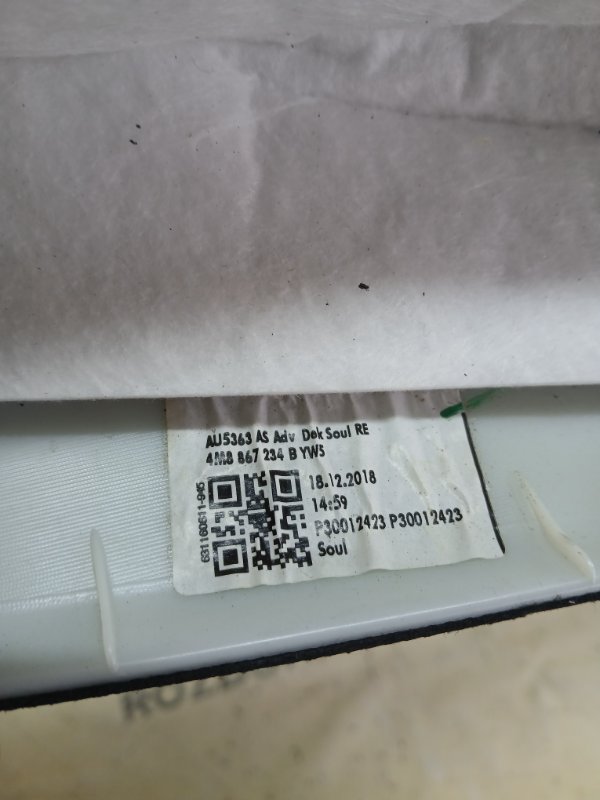 AU5363 AS Adv Dek Soul RE
4M8 867 234 B YW5
18.12.2018
14:59
P30012423 P30012423
Soul